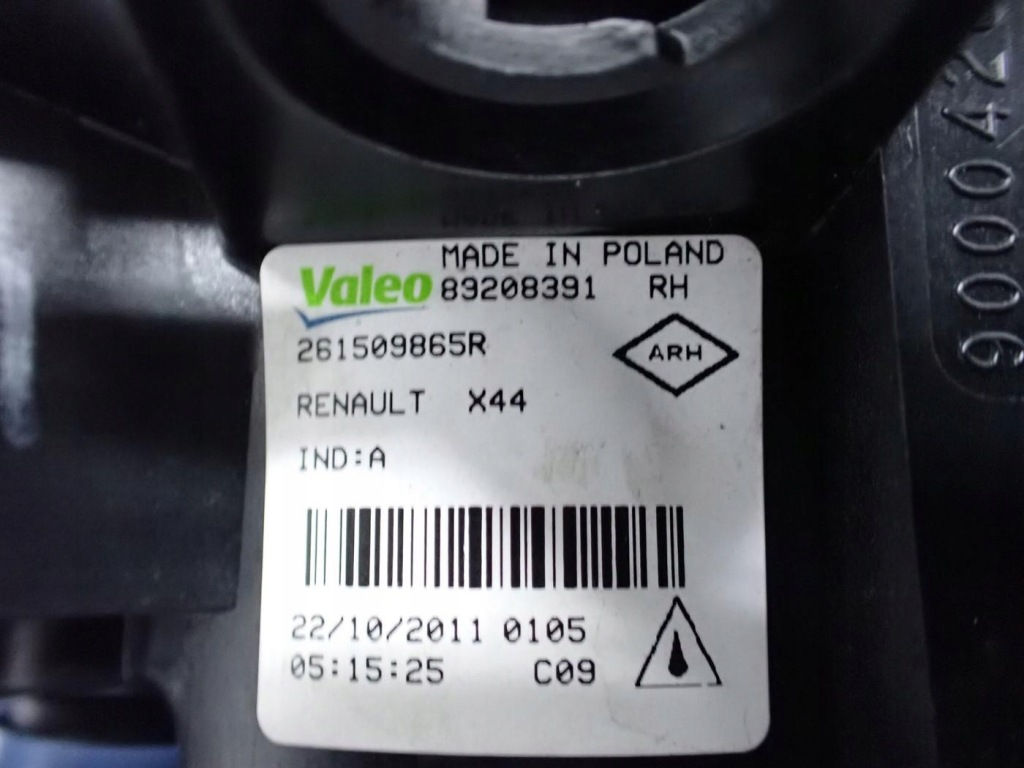 MADE IN POLAND
Valeo 89208391 RH
261509865R
ARH
RENAULT X44
IND:A
22/10/2011 0105
05:15:25 C09
900042